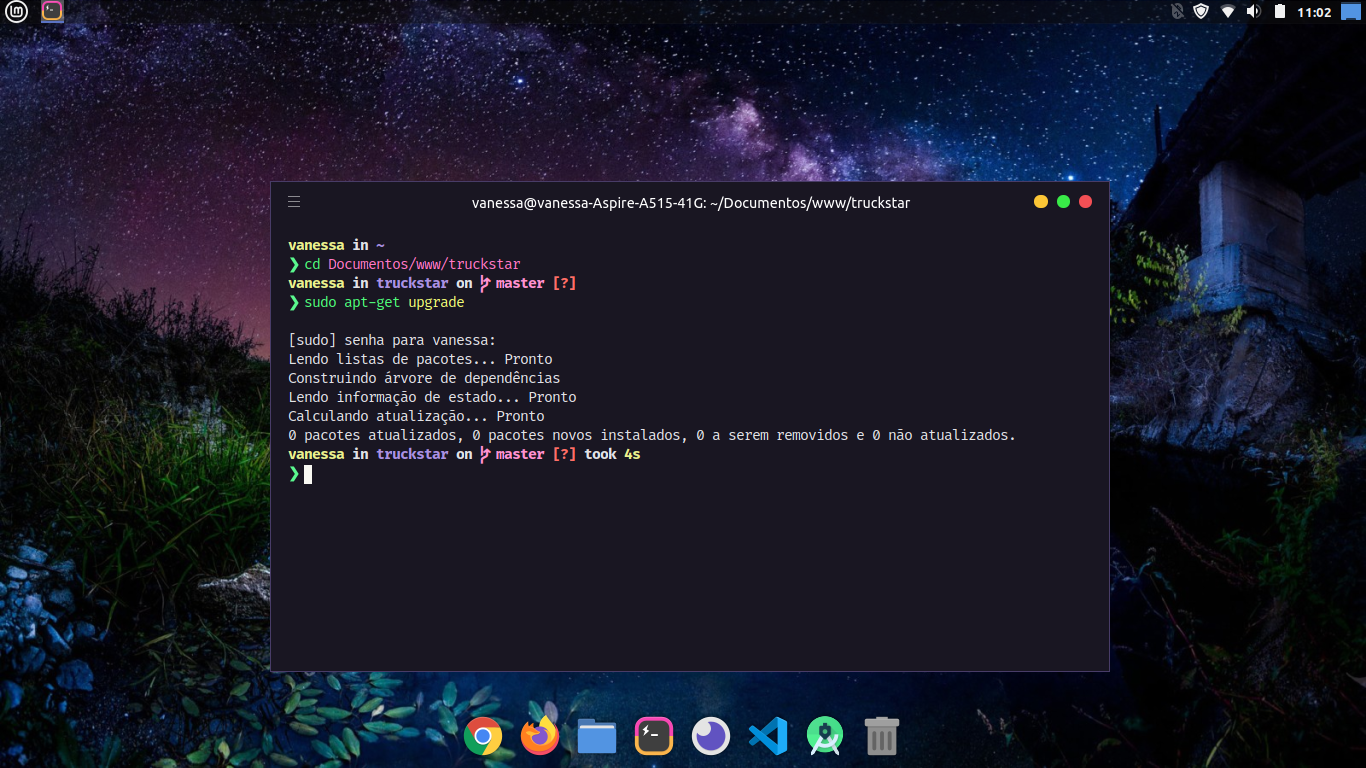 11:02
vanessa@vanessa-Aspire-A515-41G: ~/Documentos/www/truckstar
vanessa in ~
❯ cd Documentos/www/truckstar
vanessa in truckstar on master [?]
❯ sudo apt-get upgrade
[sudo] senha para vanessa:
Lendo listas de pacotes... Pronto
Construindo árvore de dependências
Lendo informação de estado... Pronto
Calculando atualização... Pronto
0 pacotes atualizados, 0 pacotes novos instalados, 0 a serem removidos e 0 não atualizados.
vanessa in truckstar on master [?] took 4s
❯